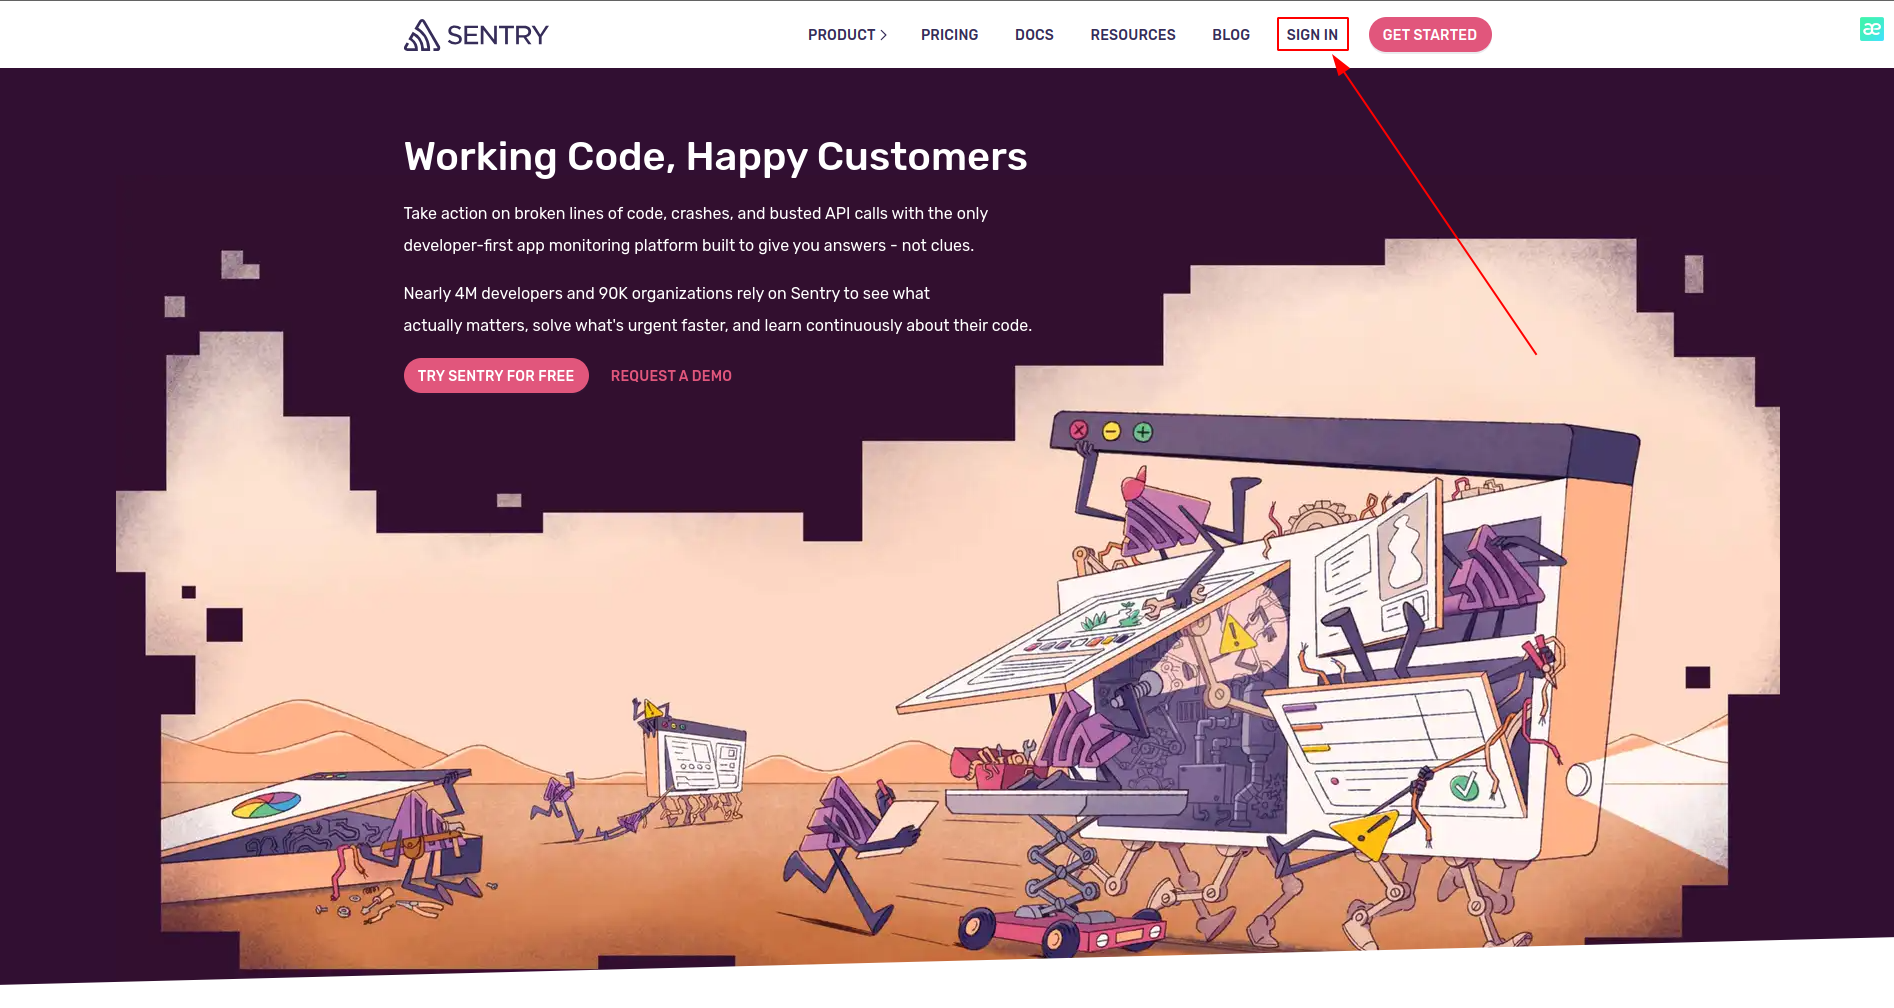 SENTRY
PRODUCT
PRICING
DOCS
RESOURCES
BLOG
SIGN IN
GET STARTED
æ
Working Code, Happy Customers
Take action on broken lines of code, crashes, and busted API calls with the only
developer-first app monitoring platform built to give you answers - not clues.
Nearly 4M developers and 90K organizations rely on Sentry to see what
actually matters, solve what's urgent faster, and learn continuously about their code.
TRY SENTRY FOR FREE
REQUEST A DEMO